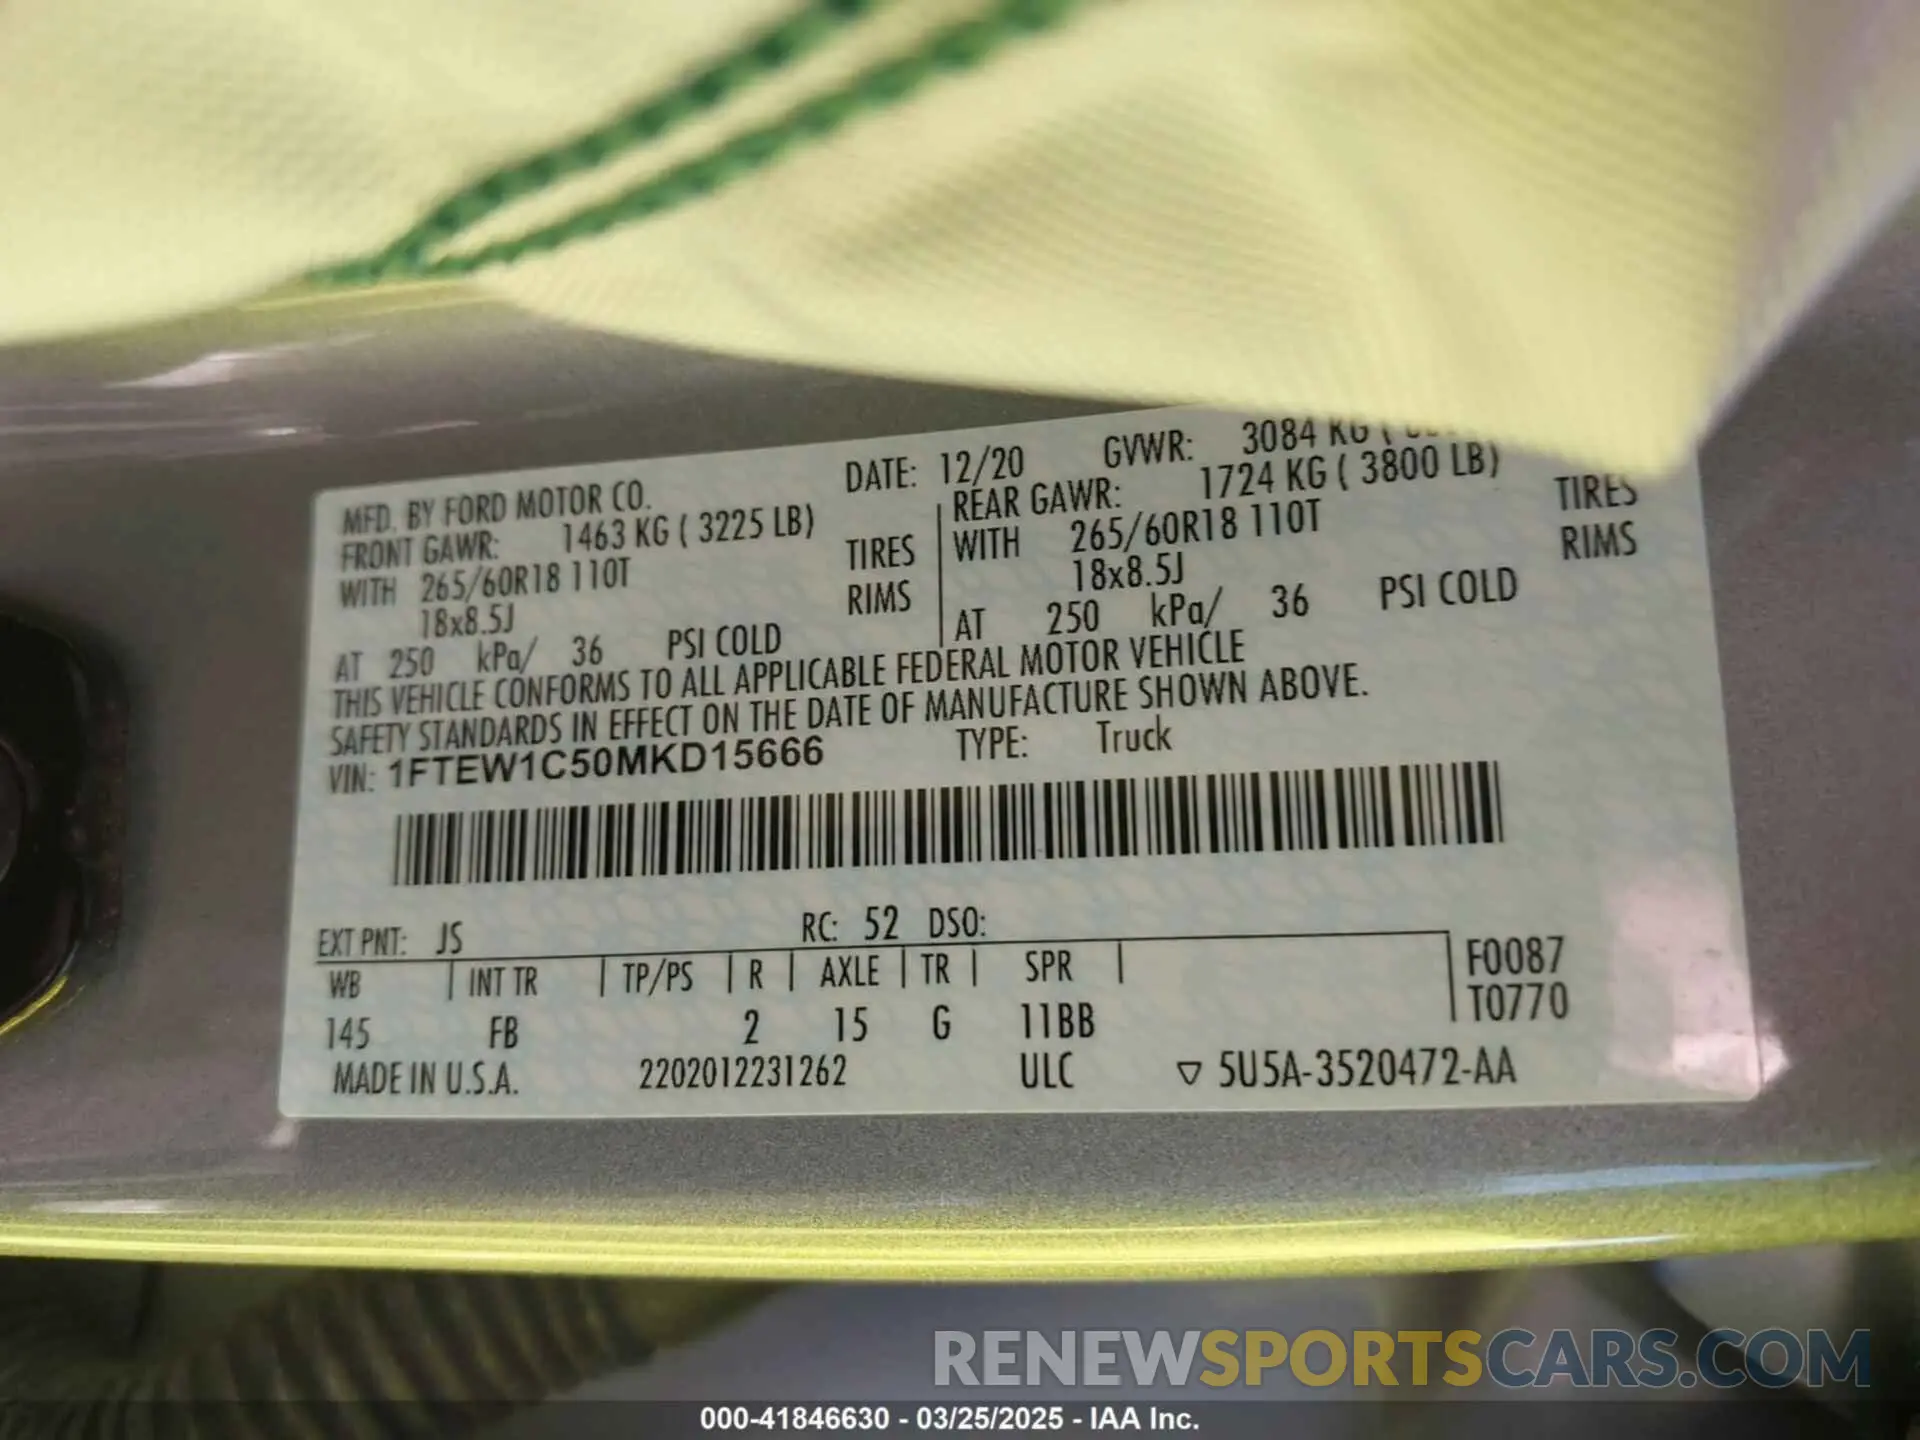 MFD. BY FORD MOTOR CO. DATE: 12/20 GVWR: 3084 KG (
FRONT GAWR: 1463 KG ( 3225 LB) REAR GAWR: 1724 KG ( 3800 LB)
WITH 265/60R18 110T TIRES WITH 265/60R18 110T TIRES
18x8.5J RIMS 18x8.5J RIMS
AT 250 kPa/ 36 PSI COLD AT 250 kPa/ 36 PSI COLD
THIS VEHICLE CONFORMS TO ALL APPLICABLE FEDERAL MOTOR VEHICLE
SAFETY STANDARDS IN EFFECT ON THE DATE OF MANUFACTURE SHOWN ABOVE.
VIN: 1FTEW1C50MKD15666 TYPE: Truck
EXT PNT: JS RC: 52 DSO:
WB INT TR TP/PS R AXLE TR SPR F0087
145 FB 2 15 G 11BB T0770
MADE IN U.S.A. 2202012231262 ULC ▽ 5U5A-3520472-AA
RENEWSPORTSCARS.COM
000-41846630 - 03/25/2025 - IAA Inc.